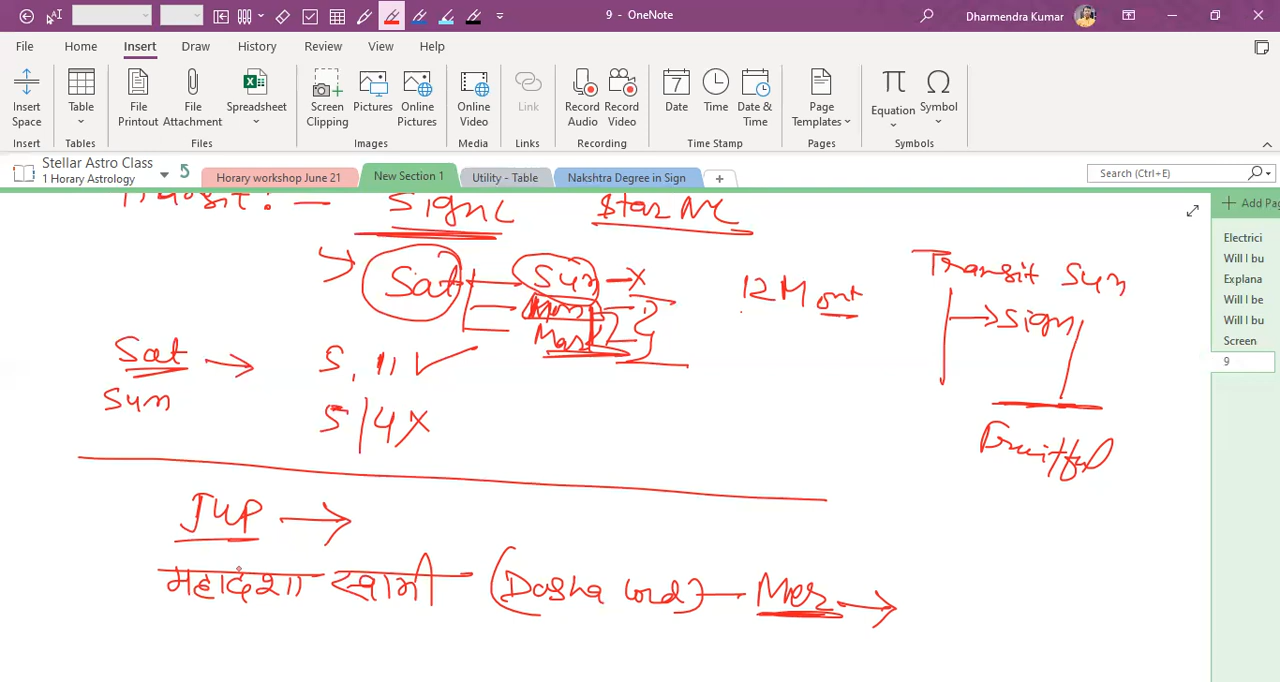 9 - OneNote
Dharmendra Kumar
File Home Insert Draw History Review View Help
Insert Space
Table
File Printout
File Attachment
Spreadsheet
Screen Clipping
Pictures
Online Pictures
Online Video
Link
Record Audio
Record Video
Date
Time
Date & Time
Page Templates
Equation
Symbol
Insert Tables Files Images Media Links Recording Time Stamp Pages Symbols
Stellar Astro Class
1 Horary Astrology
Horary workshop June 21 New Section 1 Utility - Table Nakshtra Degree in Sign
Search (Ctrl+E)
Add Pag
Electrici
Will I bu
Explana
Will I be
Will I bu
Screen
9
Transit : — Sign L Star NL
Sat Sun — X
Mars
12 Mont
Transit Sun
Sign
Fruitful
Sat → 5, 11 ✓
Sun 5/4 X
Jup →
महादशा स्वामी (Dasha Lord) — Mer →